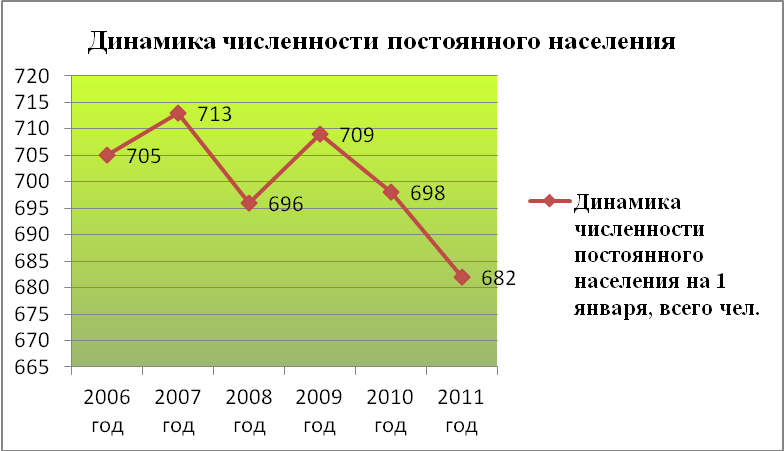 Динамика численности постоянного населения
720
715
710
705
700
695
690
685
680
675
670
665
705
713
696
709
698
682
2006 год
2007 год
2008 год
2009 год
2010 год
2011 год
Динамика
численности
постоянного
населения на 1
января, всего чел.